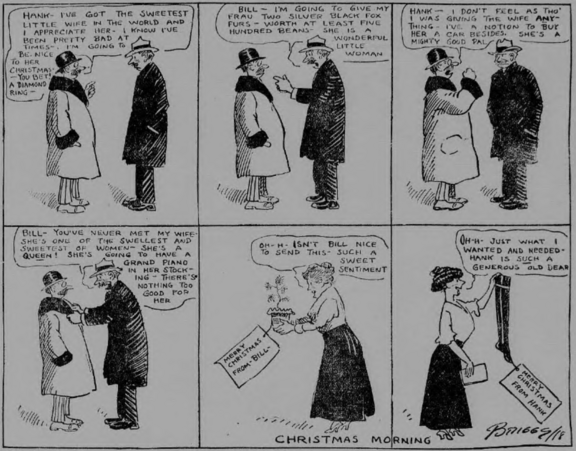 HANK- I'VE GOT THE SWEETEST
LITTLE WIFE IN THE WORLD AND
I APPRECIATE HER- I KNOW I'VE
BEEN PRETTY BAD AT
TIMES- I'M GOING TO
BE NICE
TO HER
CHRISTMAS-
-YOU BET!
A DIAMOND
RING-
BILL- I'M GOING TO GIVE MY
FRAU TWO SILVER BLACK FOX
FURS- WORTH AT LEAST FIVE
HUNDRED BEANS- SHE IS A
WONDERFUL
LITTLE
WOMAN
HANK- I DON'T FEEL AS THO'
I WAS GIVING THE WIFE ANY-
THING- I'VE A NOTION TO BUY
HER A CAR BESIDES. SHE'S A
MIGHTY GOOD PAL
BILL- YOU'VE NEVER MET MY WIFE-
SHE'S ONE OF THE SWELLEST AND
SWEETEST OF WOMEN- SHE'S A
QUEEN! SHE'S GOING TO HAVE A
GRAND PIANO
IN HER STOCK-
ING- THERE'S
NOTHING TOO
GOOD FOR
HER
OH-H- ISN'T BILL NICE
TO SEND THIS- SUCH A
SWEET
SENTIMENT
MERRY
CHRISTMAS
FROM-BILL-
OH-H- JUST WHAT I
WANTED AND NEEDED-
HANK IS SUCH A
GENEROUS OLD DEAR
MERRY
CHRISTMAS
FROM HANK
CHRISTMAS MORNING
BRIGGS/18